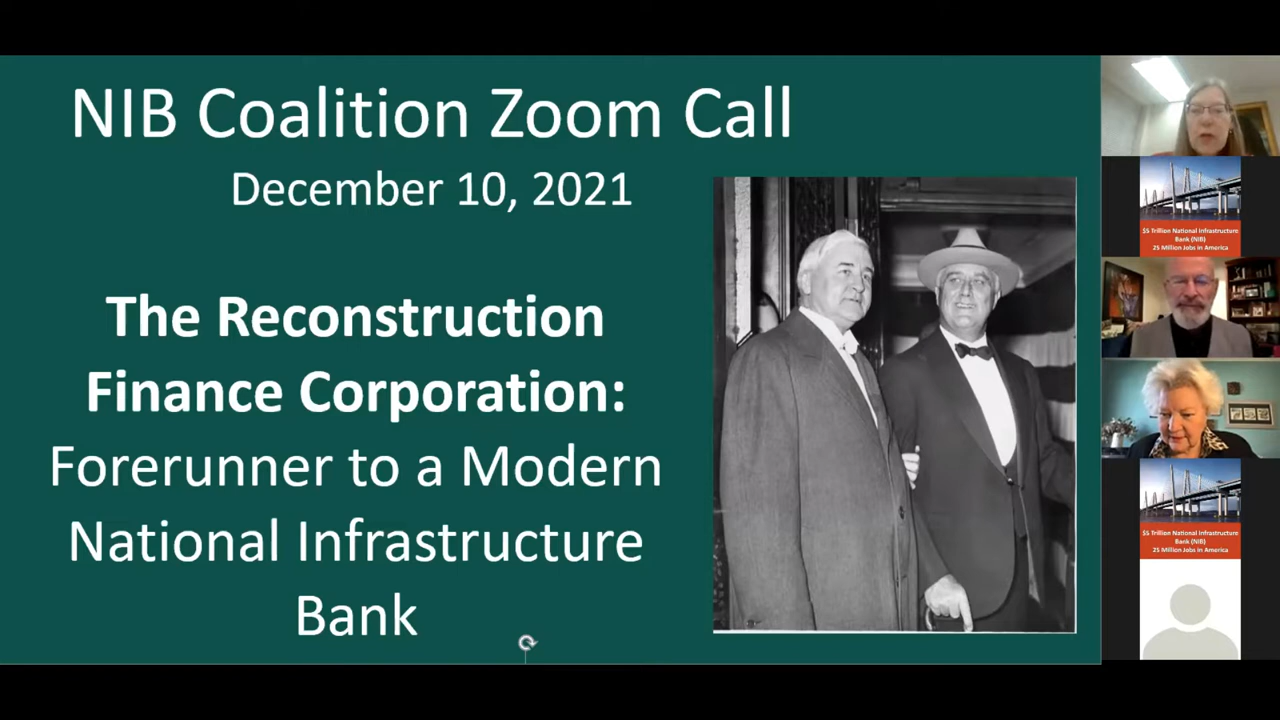 NIB Coalition Zoom Call
December 10, 2021
The Reconstruction
Finance Corporation:
Forerunner to a Modern
National Infrastructure
Bank
$5 Trillion National Infrastructure
Bank (NIB)
25 Million Jobs in America
$5 Trillion National Infrastructure
Bank (NIB)
25 Million Jobs in America